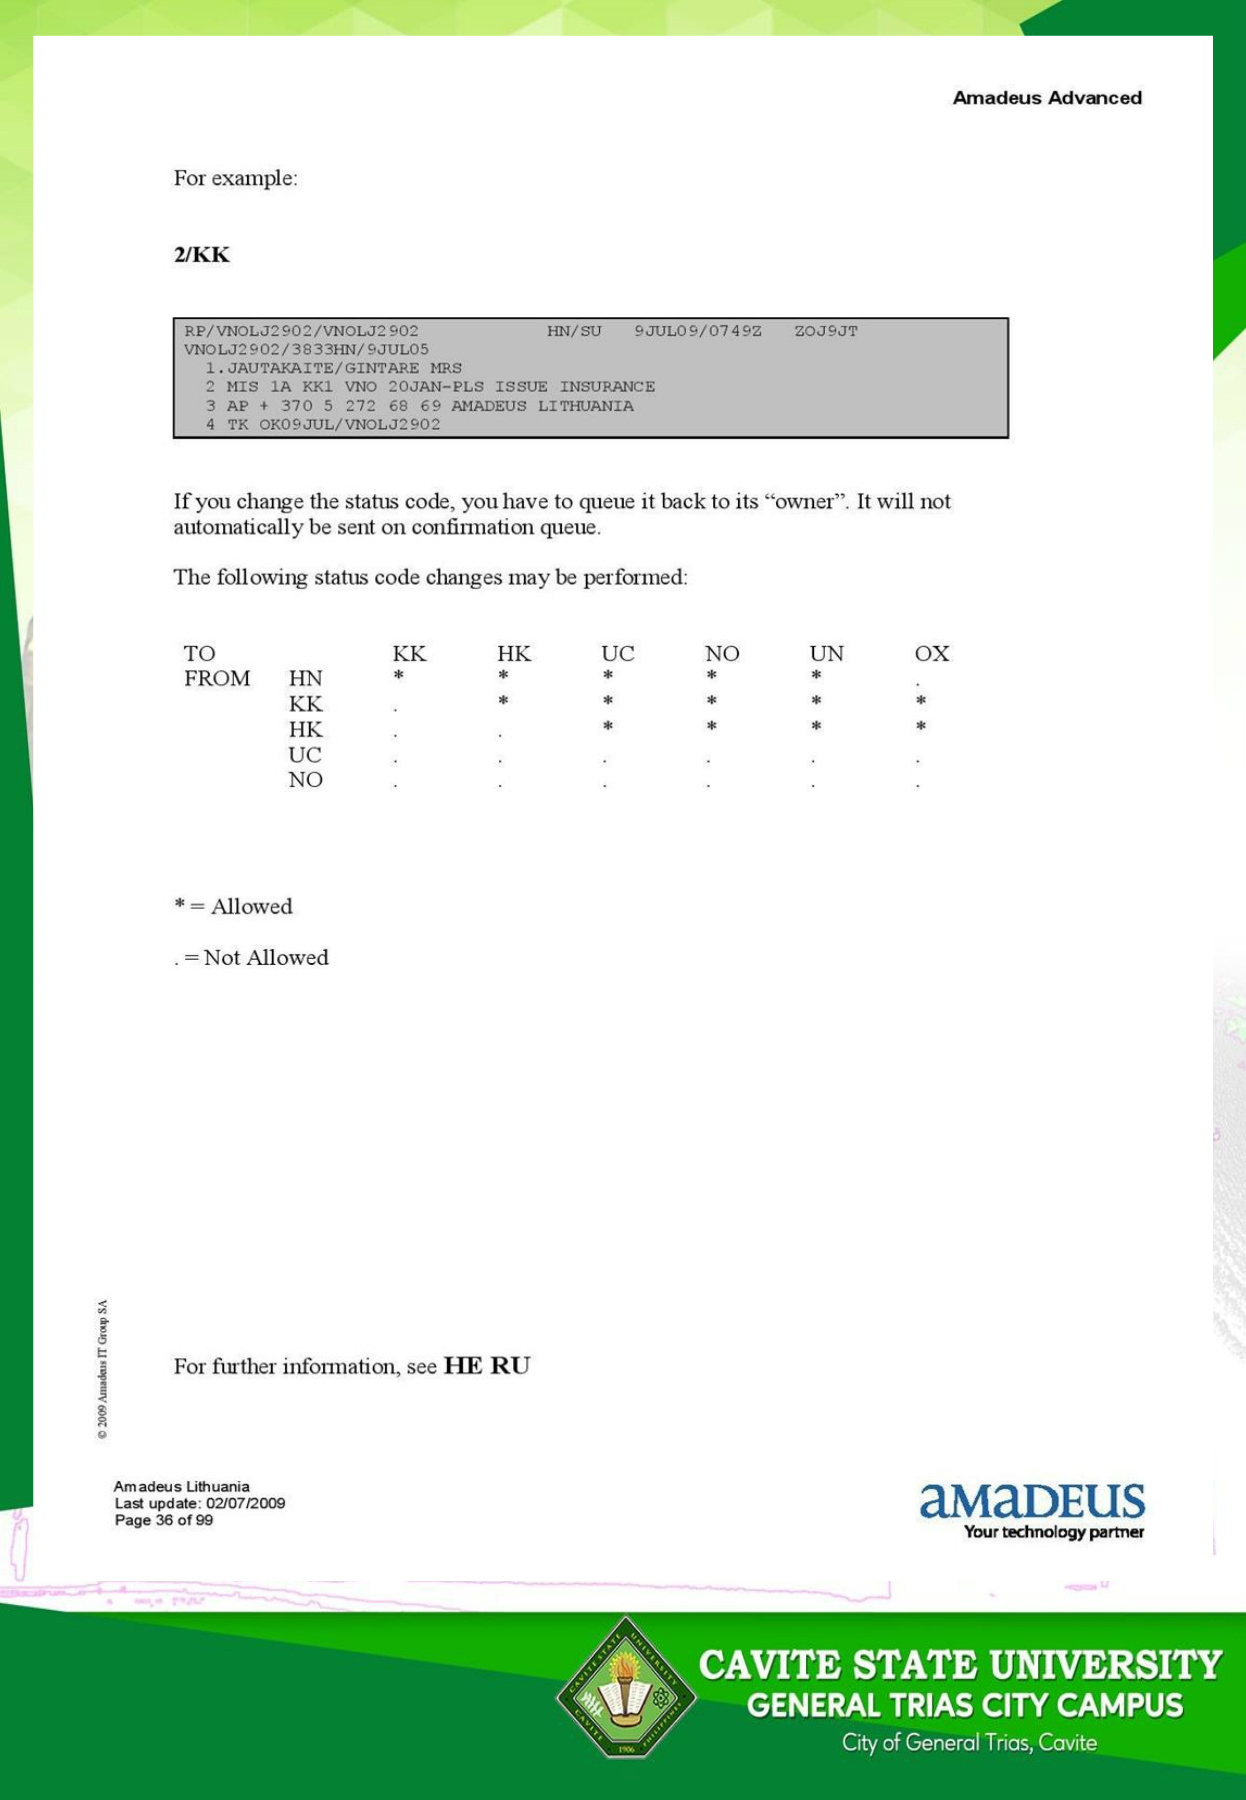 Amadeus Advanced
For example:
2/KK
RP/VNOLJ2902/VNOLJ2902 HN/SU 9JUL09/0749Z ZOJ9JT
VNOLJ2902/3833HN/9JUL05
1.JAUTAKAITE/GINTARE MRS
2 MIS 1A KK1 VNO 20JAN-PLS ISSUE INSURANCE
3 AP + 370 5 272 68 69 AMADEUS LITHUANIA
4 TK OK09JUL/VNOLJ2902
If you change the status code, you have to queue it back to its “owner”. It will not
automatically be sent on confirmation queue.
The following status code changes may be performed:
TO KK HK UC NO UN OX
FROM HN * * * * * .
KK . * * * * *
HK . . * * * *
UC . . . . . .
NO . . . . . .
* = Allowed
. = Not Allowed
© 2009 Amadeus IT Group SA
For further information, see HE RU
Amadeus Lithuania
Last update: 02/07/2009
Page 36 of 99
aMaDEUS
Your technology partner
CAVITE STATE UNIVERSITY
CAVITE PHILIPPINES
1906
CAVITE STATE UNIVERSITY
GENERAL TRIAS CITY CAMPUS
City of General Trias, Cavite